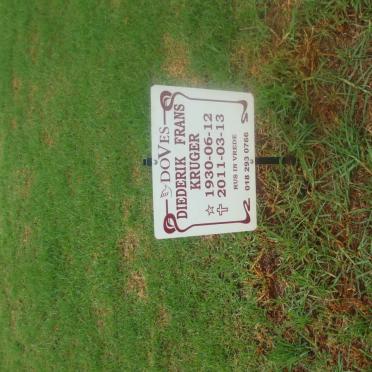 DOVES
DIEDERIK FRANS
KRUGER
☆ 1930-06-12
✝ 2011-03-13
RUS IN VREDE
018 293 0766